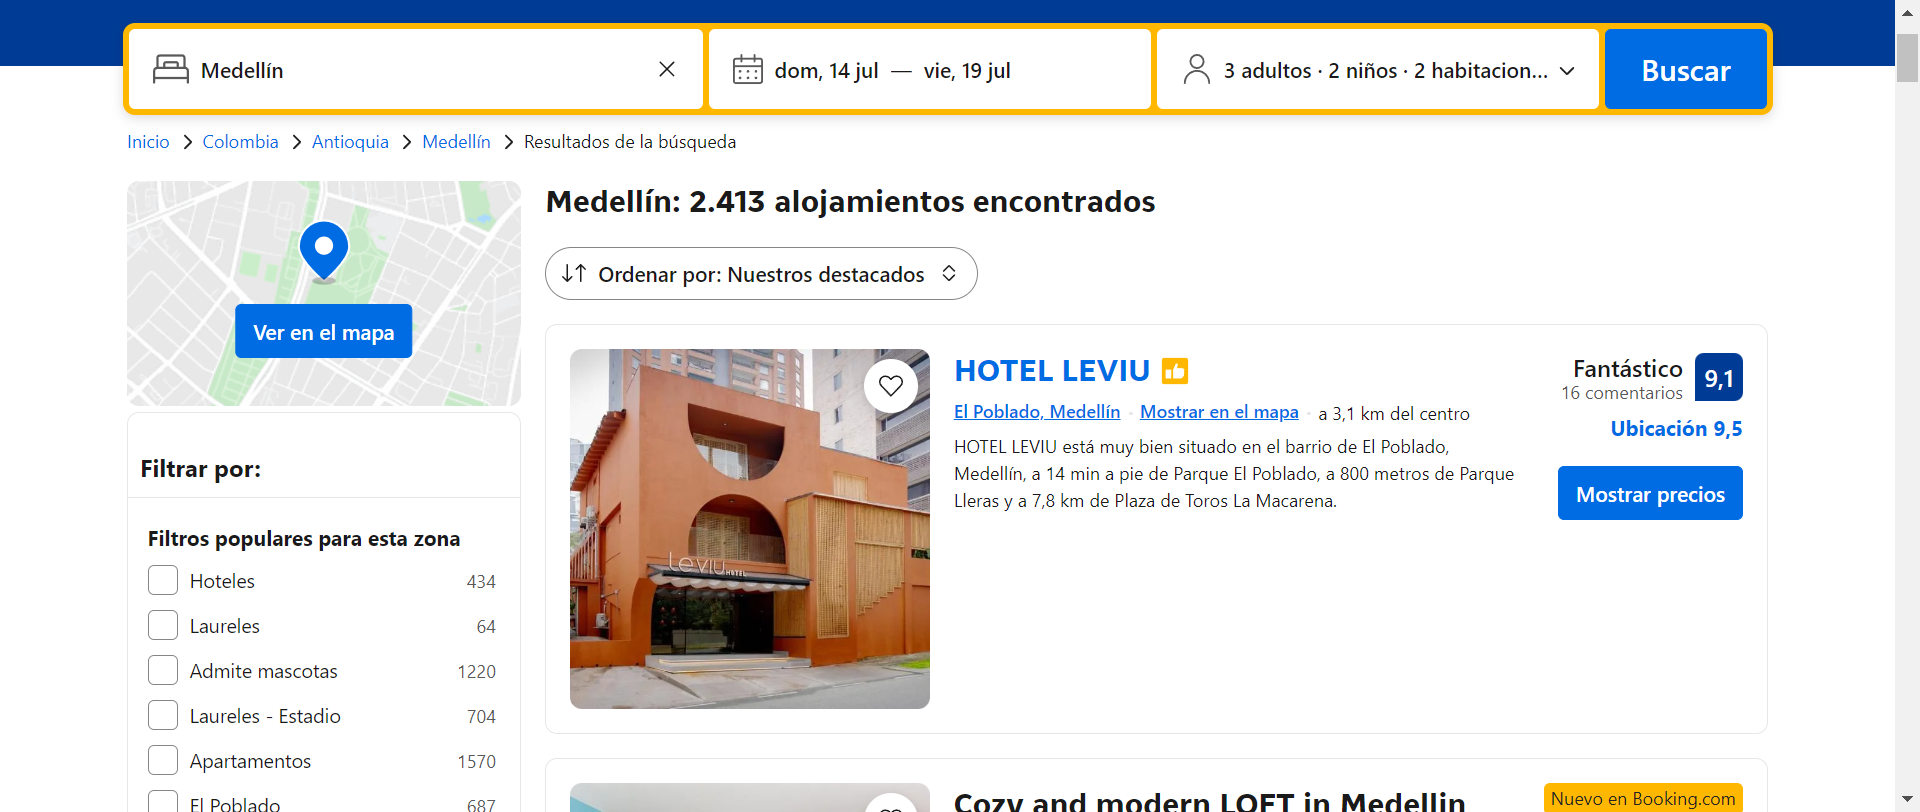 Medellín
dom, 14 jul — vie, 19 jul
3 adultos · 2 niños · 2 habitacion...
Buscar
Inicio > Colombia > Antioquia > Medellín > Resultados de la búsqueda
Ver en el mapa
Filtrar por:
Filtros populares para esta zona
Hoteles 434
Laureles 64
Admite mascotas 1220
Laureles - Estadio 704
Apartamentos 1570
El Poblado 687
Medellín: 2.413 alojamientos encontrados
Ordenar por: Nuestros destacados
Leviu HOTEL
HOTEL LEVIU
El Poblado, Medellín · Mostrar en el mapa · a 3,1 km del centro
HOTEL LEVIU está muy bien situado en el barrio de El Poblado,
Medellín, a 14 min a pie de Parque El Poblado, a 800 metros de Parque
Lleras y a 7,8 km de Plaza de Toros La Macarena.
Fantástico
16 comentarios
9,1
Ubicación 9,5
Mostrar precios
Cozy and modern LOFT in Medellin
Nuevo en Booking.com